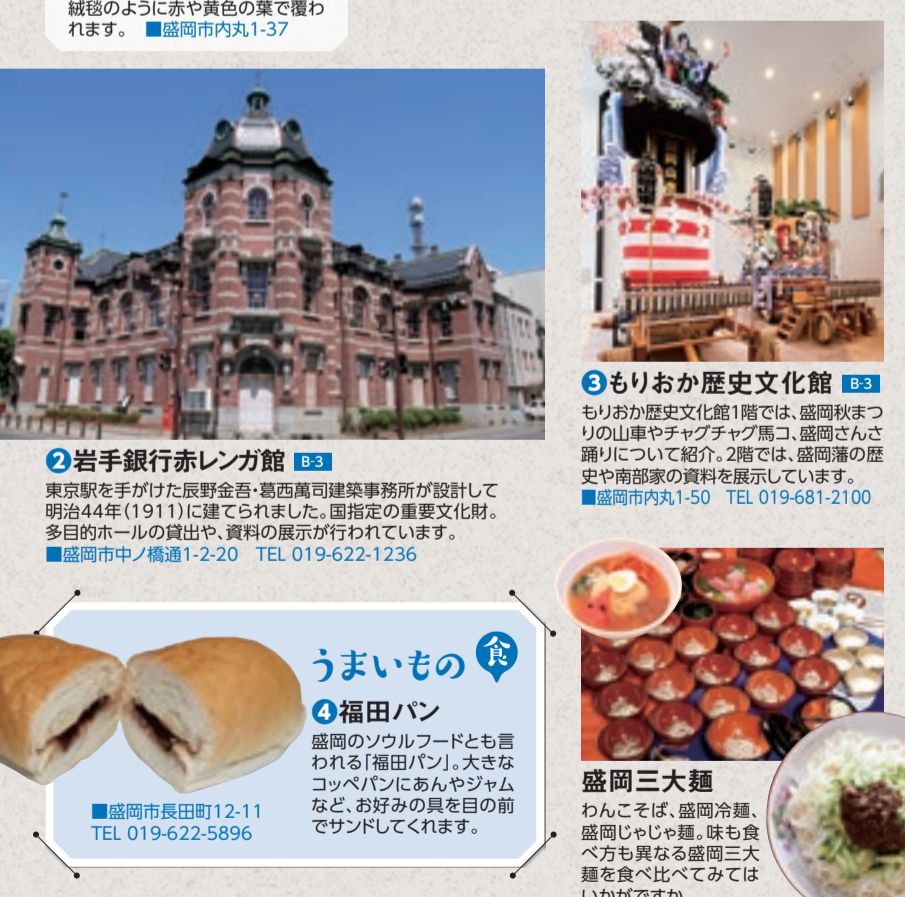 絨毯のように赤や黄色の葉で覆わ
れます。 ■盛岡市内丸1-37
❷岩手銀行赤レンガ館 B-3
東京駅を手がけた辰野金吾・葛西萬司建築事務所が設計して
明治44年（1911）に建てられました。国指定の重要文化財。
多目的ホールの貸出や、資料の展示が行われています。
■盛岡市中ノ橋通1-2-20 TEL 019-622-1236
❸もりおか歴史文化館 B-3
もりおか歴史文化館1階では、盛岡秋まつ
りの山車やチャグチャグ馬コ、盛岡さんさ
踊りについて紹介。2階では、盛岡藩の歴
史や南部家の資料を展示しています。
■盛岡市内丸1-50 TEL 019-681-2100
うまいもの 食
❹福田パン
盛岡のソウルフードとも言
われる「福田パン」。大きな
コッペパンにあんやジャム
など、お好みの具を目の前
でサンドしてくれます。
■盛岡市長田町12-11
TEL 019-622-5896
盛岡三大麺
わんこそば、盛岡冷麺、
盛岡じゃじゃ麺。味も食
べ方も異なる盛岡三大
麺を食べ比べてみては
いかがですか